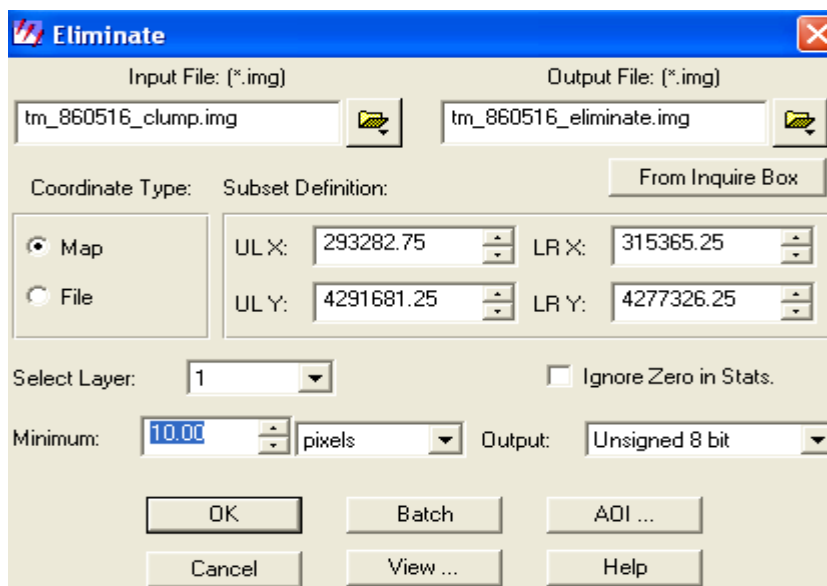 Eliminate
Input File: (*.img)
Output File: (*.img)
tm_860516_clump.img
tm_860516_eliminate.img
From Inquire Box
Coordinate Type:
Subset Definition:
Map
File
UL X: 293282.75 LR X: 315365.25
UL Y: 4291681.25 LR Y: 4277326.25
Select Layer: 1
Ignore Zero in Stats.
Minimum: 10.00 pixels Output: Unsigned 8 bit
OK Batch AOI ...
Cancel View ... Help